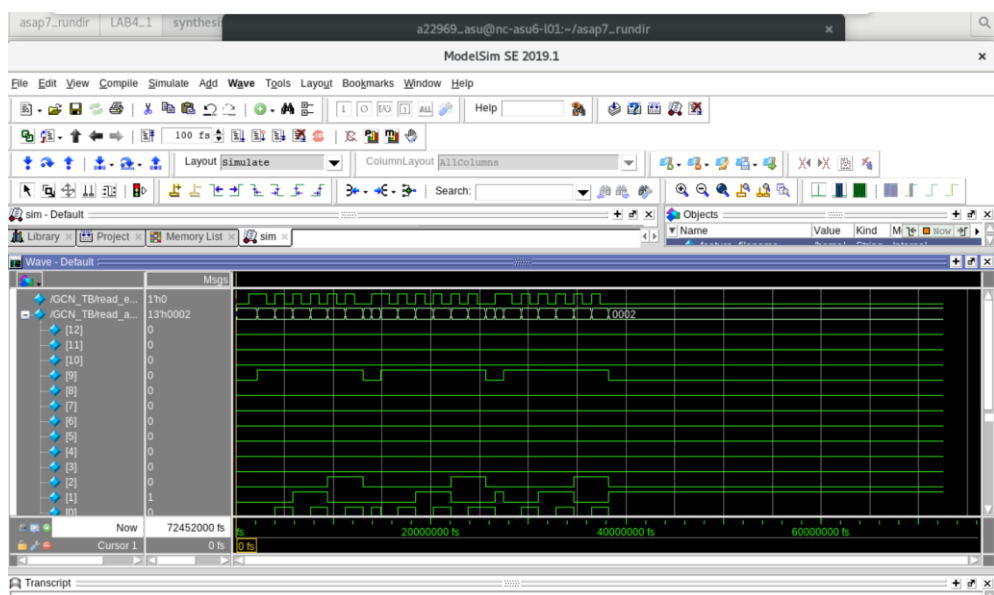 asap7_rundir LAB4_1 synthesi
a22969_asu@nc-asu6-l01:~/asap7_rundir ×
ModelSim SE 2019.1 ×
File Edit View Compile Simulate Add Wave Tools Layout Bookmarks Window Help
Help
100 fs
Layout Simulate ColumnLayout AllColumns
Search:
sim - Default
Objects
Library × Project × Memory List × sim ×
Name Value Kind M Now
Wave - Default
Msgs
/GCN_TB/read_e... 1'h0
/GCN_TB/read_a... 13'h0002 0002
[12] 0
[11] 0
[10] 0
[9] 0
[8] 0
[7] 0
[6] 0
[5] 0
[4] 0
[3] 0
[2] 0
[1] 1
[0] 0
Now 72452000 fs fs 20000000 fs 40000000 fs 60000000 fs
Cursor 1 0 fs 0 fs
Transcript